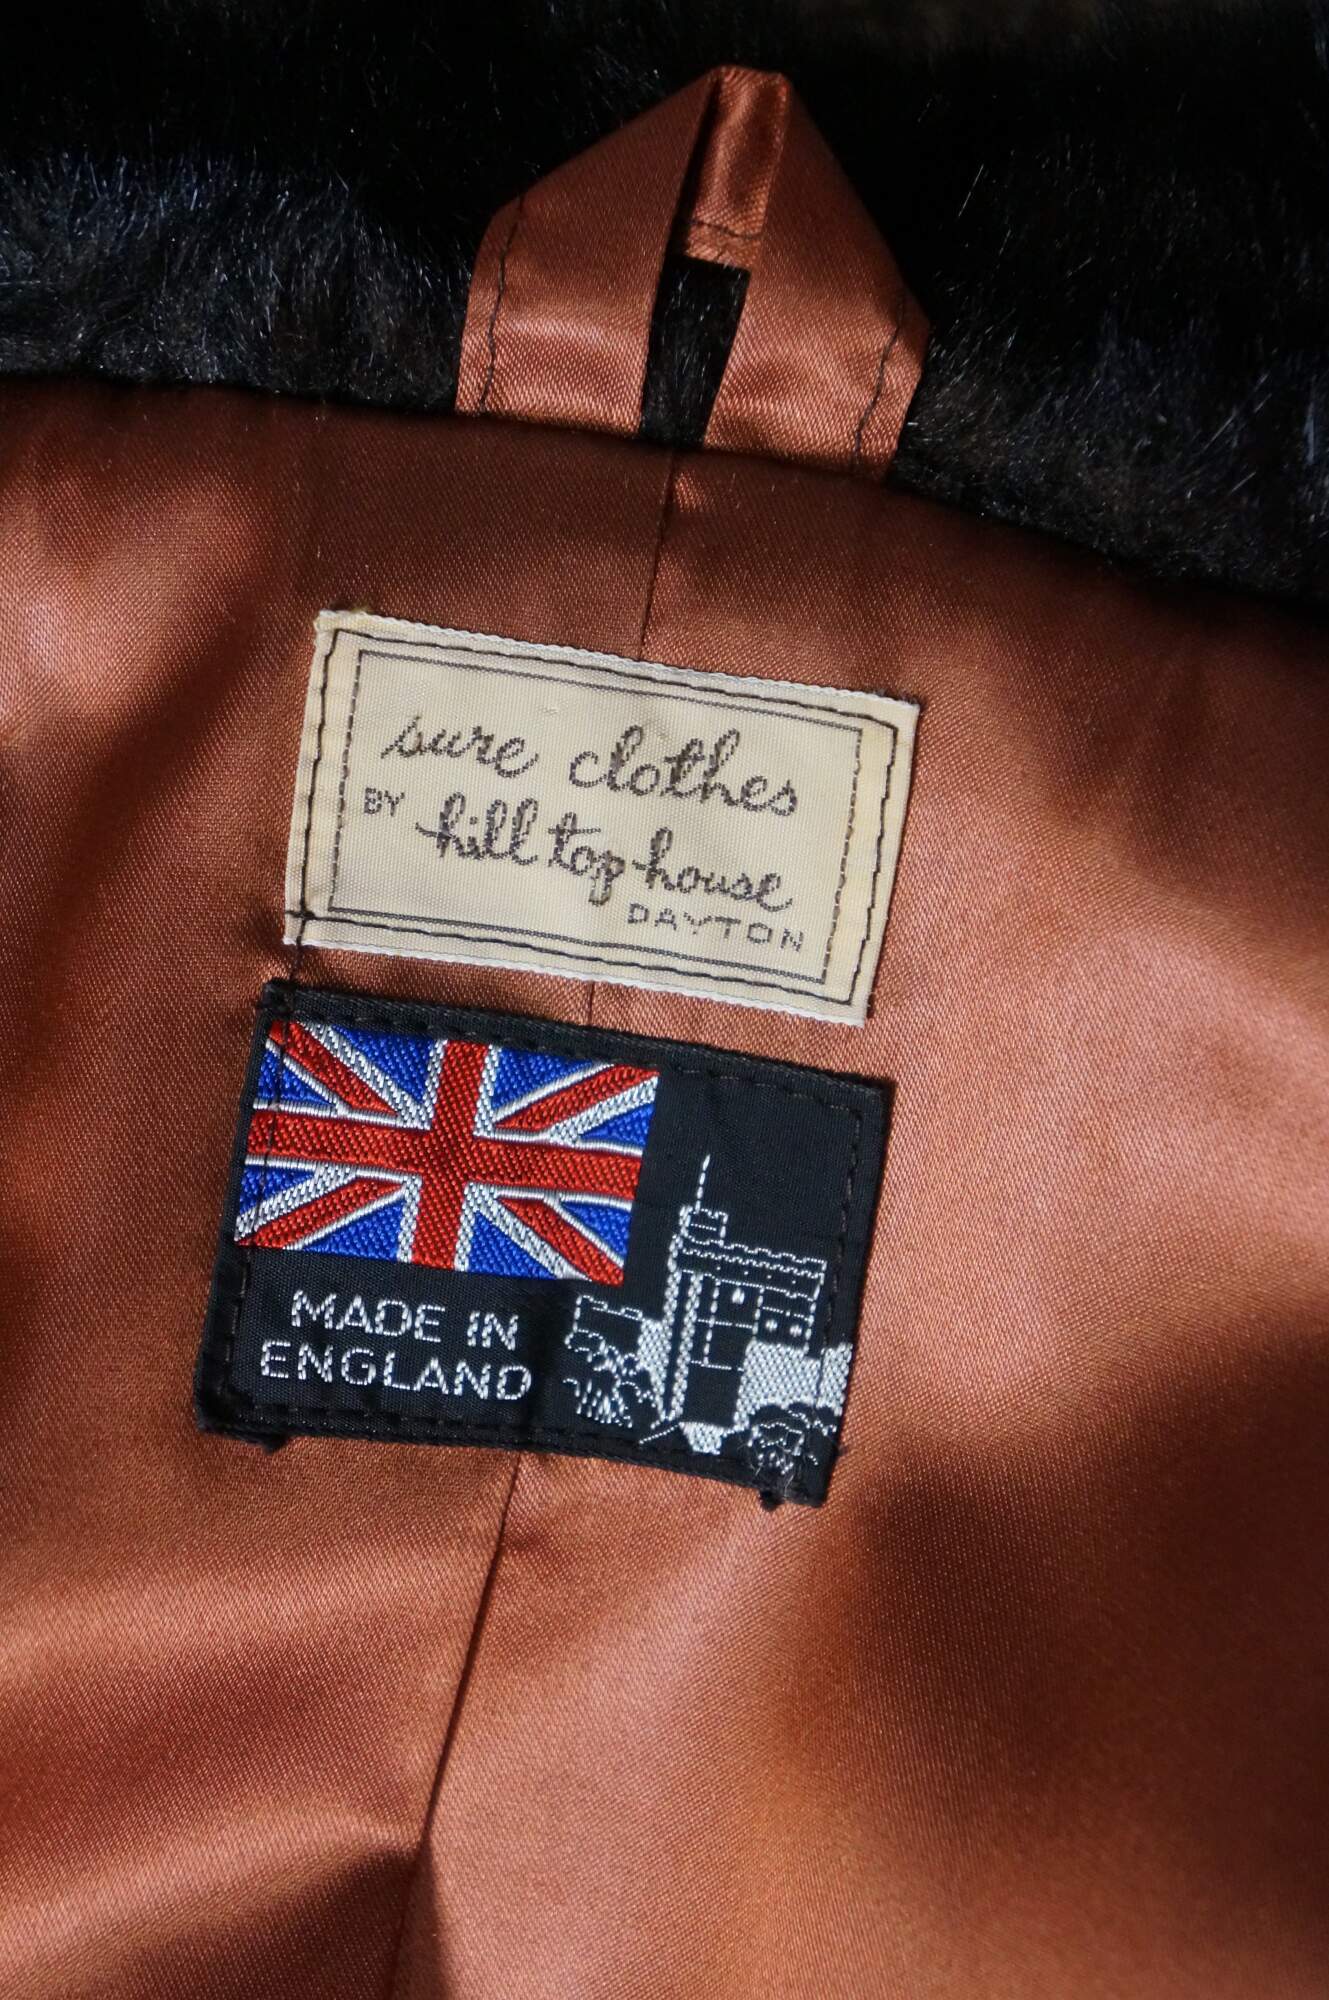 sure clothes
BY hill top house
DAYTON
MADE IN
ENGLAND